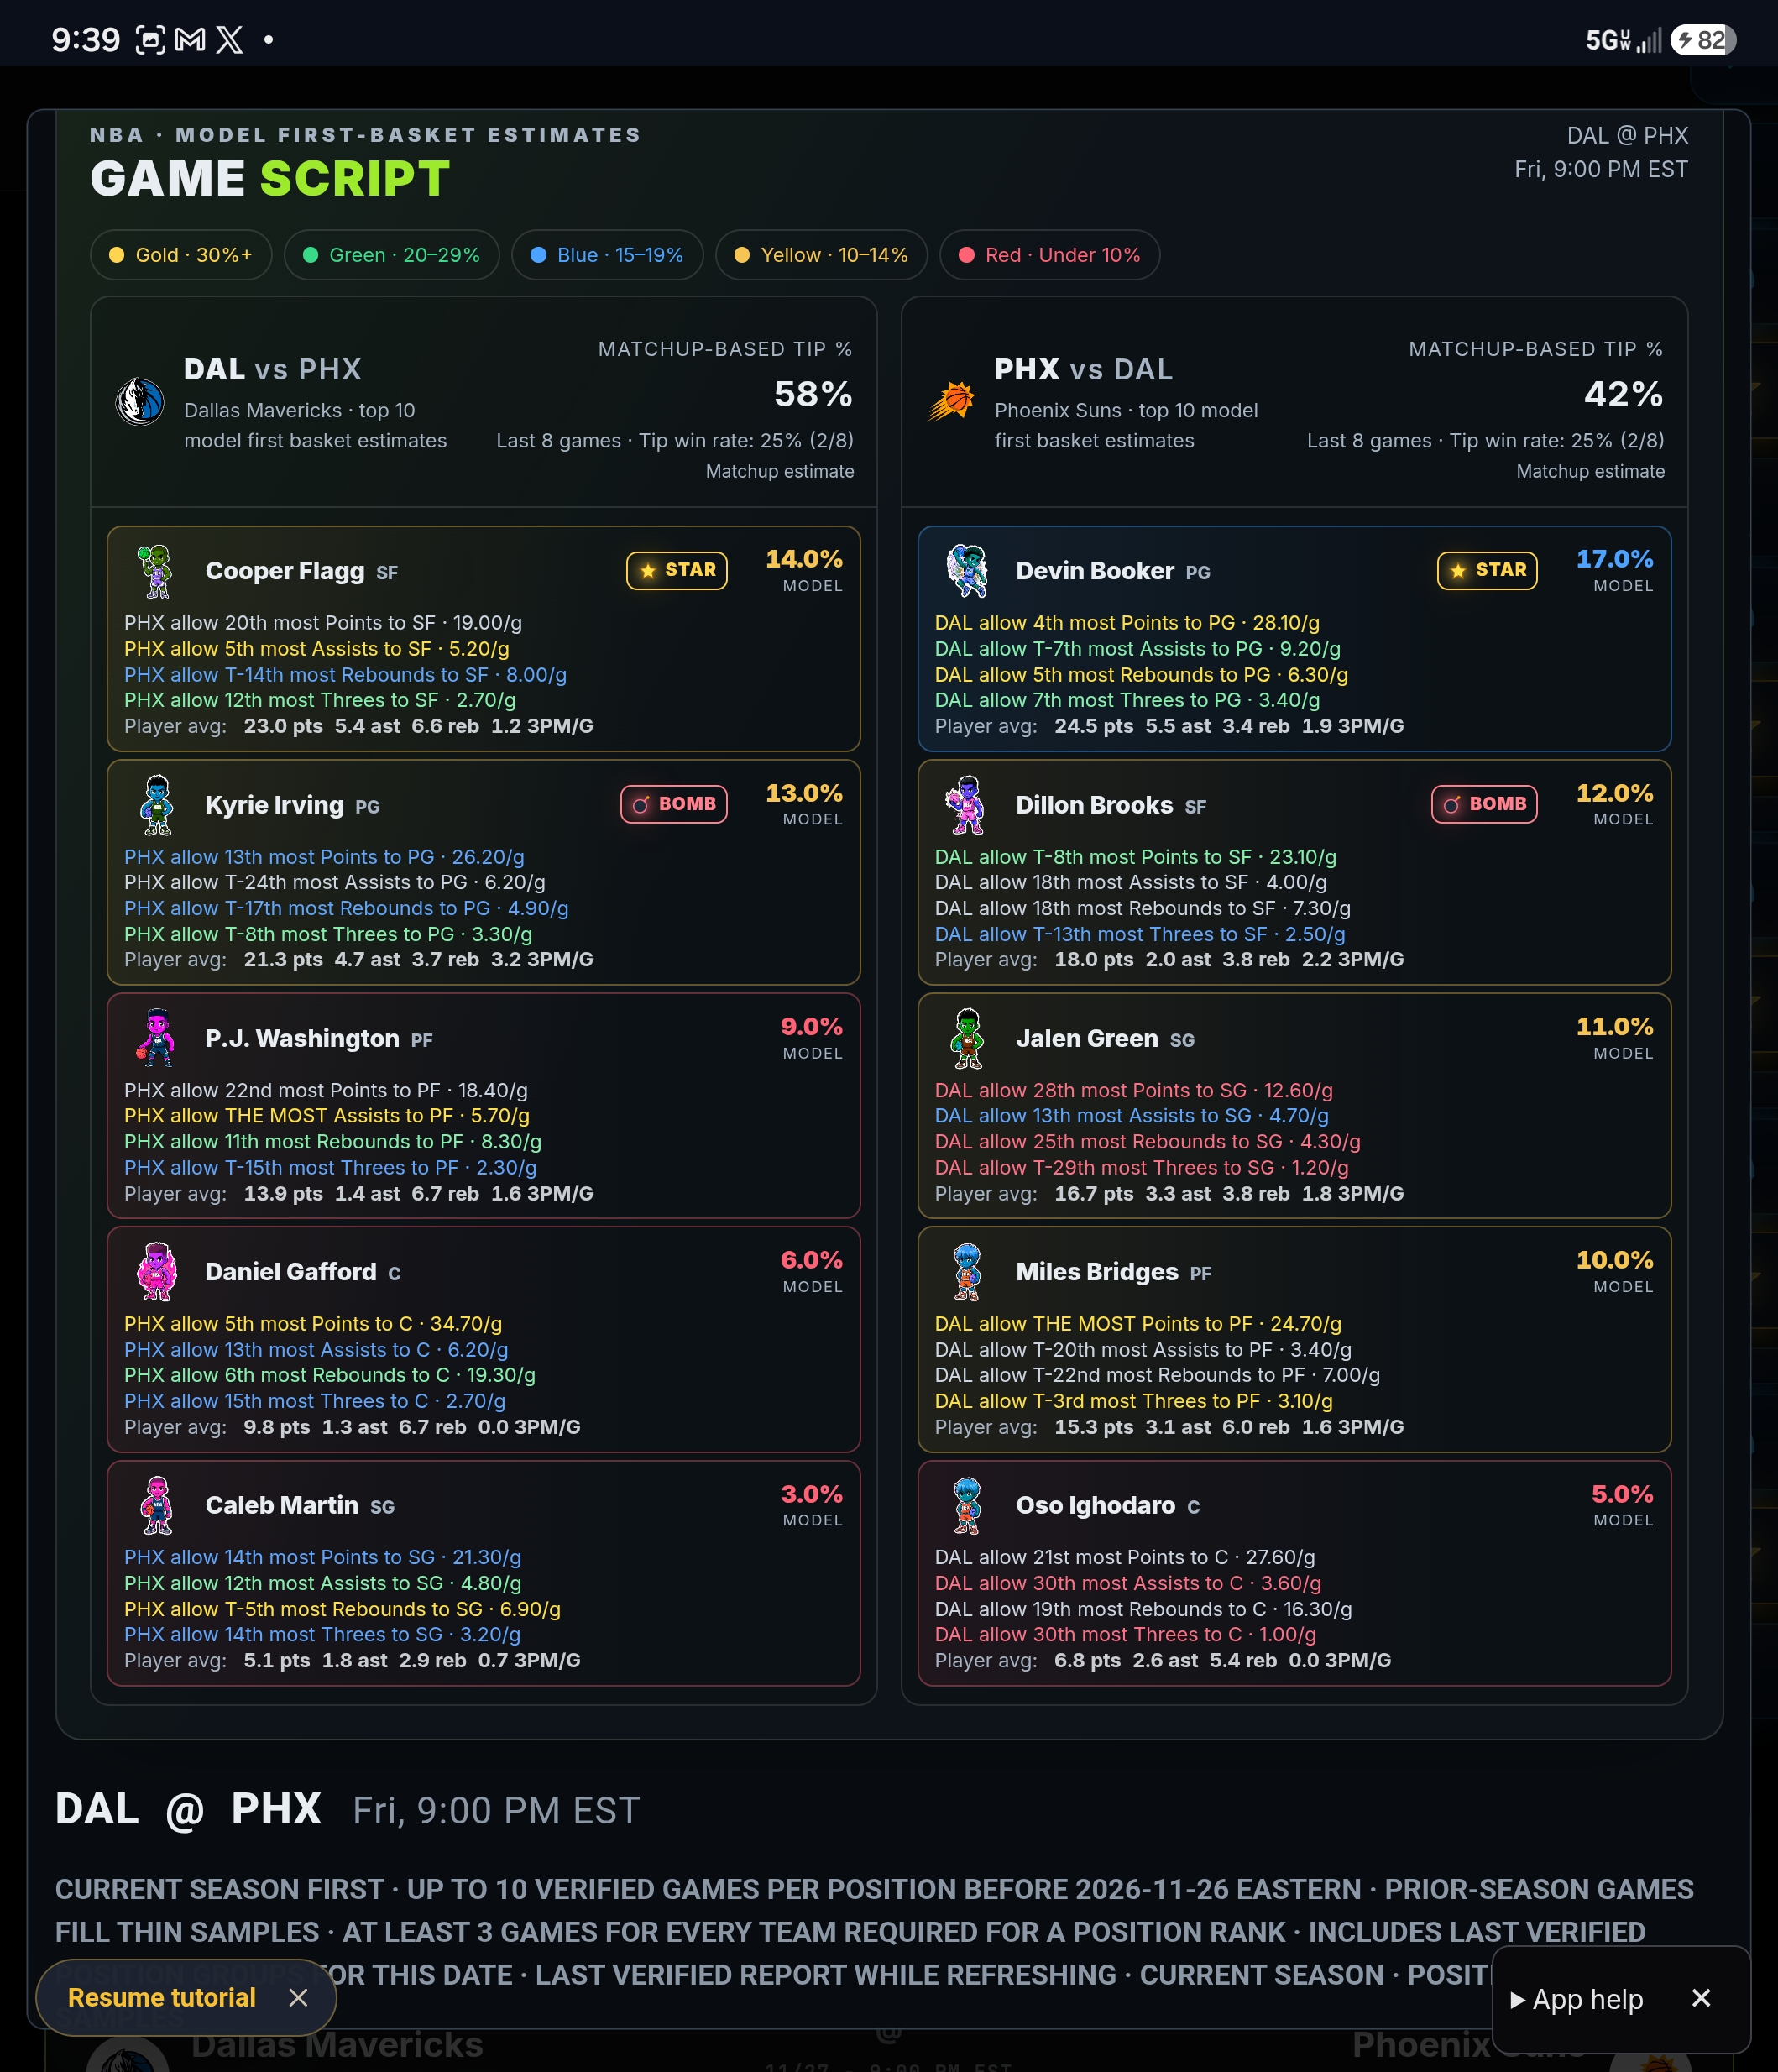 9:39
5G UW 82
NBA · MODEL FIRST-BASKET ESTIMATES
GAME SCRIPT
DAL @ PHX
Fri, 9:00 PM EST
Gold · 30%+
Green · 20–29%
Blue · 15–19%
Yellow · 10–14%
Red · Under 10%
DAL vs PHX
Dallas Mavericks · top 10
model first basket estimates
MATCHUP-BASED TIP %
58%
Last 8 games · Tip win rate: 25% (2/8)
Matchup estimate
Cooper Flagg SF
STAR
14.0%
MODEL
PHX allow 20th most Points to SF · 19.00/g
PHX allow 5th most Assists to SF · 5.20/g
PHX allow T-14th most Rebounds to SF · 8.00/g
PHX allow 12th most Threes to SF · 2.70/g
Player avg: 23.0 pts 5.4 ast 6.6 reb 1.2 3PM/G
Kyrie Irving PG
BOMB
13.0%
MODEL
PHX allow 13th most Points to PG · 26.20/g
PHX allow T-24th most Assists to PG · 6.20/g
PHX allow T-17th most Rebounds to PG · 4.90/g
PHX allow T-8th most Threes to PG · 3.30/g
Player avg: 21.3 pts 4.7 ast 3.7 reb 3.2 3PM/G
P.J. Washington PF
9.0%
MODEL
PHX allow 22nd most Points to PF · 18.40/g
PHX allow THE MOST Assists to PF · 5.70/g
PHX allow 11th most Rebounds to PF · 8.30/g
PHX allow T-15th most Threes to PF · 2.30/g
Player avg: 13.9 pts 1.4 ast 6.7 reb 1.6 3PM/G
Daniel Gafford C
6.0%
MODEL
PHX allow 5th most Points to C · 34.70/g
PHX allow 13th most Assists to C · 6.20/g
PHX allow 6th most Rebounds to C · 19.30/g
PHX allow 15th most Threes to C · 2.70/g
Player avg: 9.8 pts 1.3 ast 6.7 reb 0.0 3PM/G
Caleb Martin SG
3.0%
MODEL
PHX allow 14th most Points to SG · 21.30/g
PHX allow 12th most Assists to SG · 4.80/g
PHX allow T-5th most Rebounds to SG · 6.90/g
PHX allow 14th most Threes to SG · 3.20/g
Player avg: 5.1 pts 1.8 ast 2.9 reb 0.7 3PM/G
PHX vs DAL
Phoenix Suns · top 10 model
first basket estimates
MATCHUP-BASED TIP %
42%
Last 8 games · Tip win rate: 25% (2/8)
Matchup estimate
Devin Booker PG
STAR
17.0%
MODEL
DAL allow 4th most Points to PG · 28.10/g
DAL allow T-7th most Assists to PG · 9.20/g
DAL allow 5th most Rebounds to PG · 6.30/g
DAL allow 7th most Threes to PG · 3.40/g
Player avg: 24.5 pts 5.5 ast 3.4 reb 1.9 3PM/G
Dillon Brooks SF
BOMB
12.0%
MODEL
DAL allow T-8th most Points to SF · 23.10/g
DAL allow 18th most Assists to SF · 4.00/g
DAL allow 18th most Rebounds to SF · 7.30/g
DAL allow T-13th most Threes to SF · 2.50/g
Player avg: 18.0 pts 2.0 ast 3.8 reb 2.2 3PM/G
Jalen Green SG
11.0%
MODEL
DAL allow 28th most Points to SG · 12.60/g
DAL allow 13th most Assists to SG · 4.70/g
DAL allow 25th most Rebounds to SG · 4.30/g
DAL allow T-29th most Threes to SG · 1.20/g
Player avg: 16.7 pts 3.3 ast 3.8 reb 1.8 3PM/G
Miles Bridges PF
10.0%
MODEL
DAL allow THE MOST Points to PF · 24.70/g
DAL allow T-20th most Assists to PF · 3.40/g
DAL allow T-22nd most Rebounds to PF · 7.00/g
DAL allow T-3rd most Threes to PF · 3.10/g
Player avg: 15.3 pts 3.1 ast 6.0 reb 1.6 3PM/G
Oso Ighodaro C
5.0%
MODEL
DAL allow 21st most Points to C · 27.60/g
DAL allow 30th most Assists to C · 3.60/g
DAL allow 19th most Rebounds to C · 16.30/g
DAL allow 30th most Threes to C · 1.00/g
Player avg: 6.8 pts 2.6 ast 5.4 reb 0.0 3PM/G
DAL @ PHX Fri, 9:00 PM EST
CURRENT SEASON FIRST · UP TO 10 VERIFIED GAMES PER POSITION BEFORE 2026-11-26 EASTERN · PRIOR-SEASON GAMES
FILL THIN SAMPLES · AT LEAST 3 GAMES FOR EVERY TEAM REQUIRED FOR A POSITION RANK · INCLUDES LAST VERIFIED
POSITION GROUPS FOR THIS DATE · LAST VERIFIED REPORT WHILE REFRESHING · CURRENT SEASON ·
SAMPLES
Resume tutorial
App help
Dallas Mavericks
@
Phoenix Suns
11/27 - 9:00 PM EST